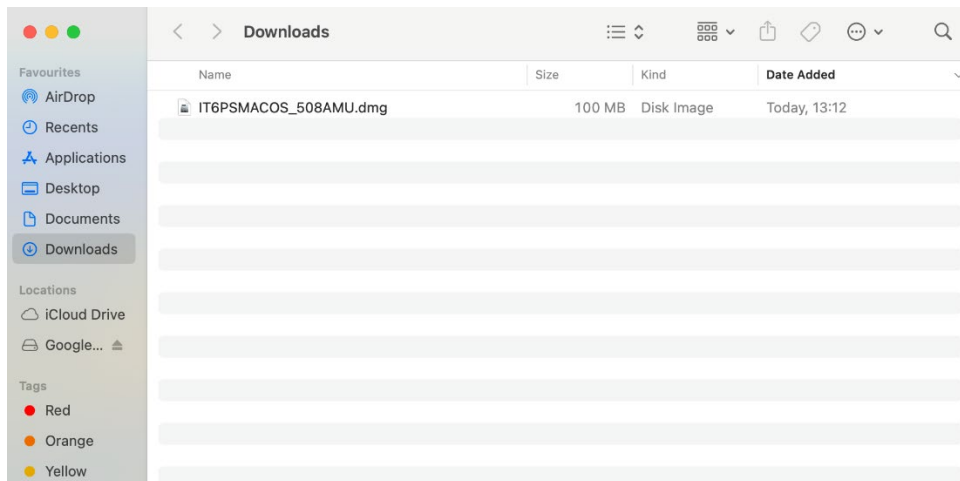 Downloads
Favourites
AirDrop
Recents
Applications
Desktop
Documents
Downloads
Locations
iCloud Drive
Google...
Tags
Red
Orange
Yellow
Name Size Kind Date Added
IT6PSMACOS_508AMU.dmg 100 MB Disk Image Today, 13:12